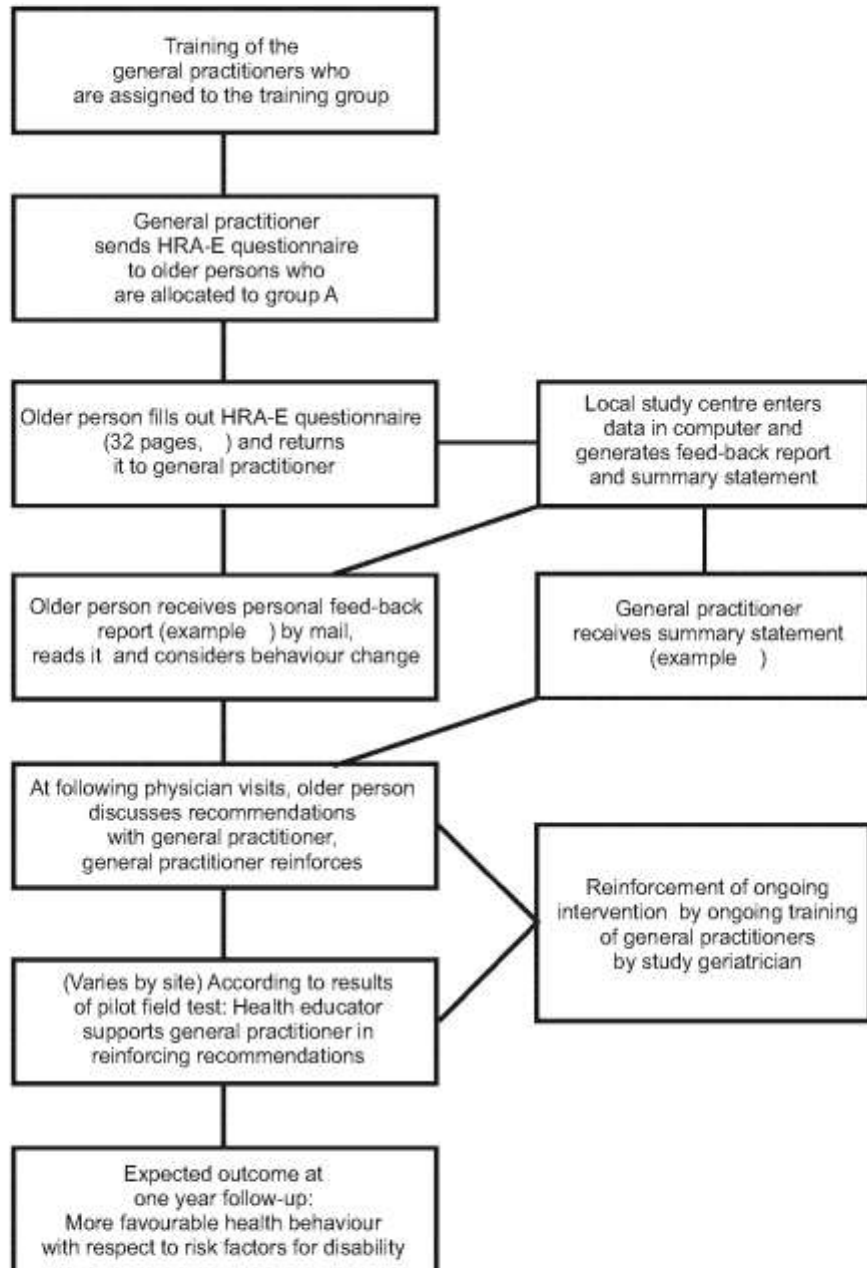 Training of the
general practitioners who
are assigned to the training group
General practitioner
sends HRA-E questionnaire
to older persons who
are allocated to group A
Older person fills out HRA-E questionnaire
(32 pages, ) and returns
it to general practitioner
Local study centre enters
data in computer and
generates feed-back report
and summary statement
Older person receives personal feed-back
report (example ) by mail,
reads it and considers behaviour change
General practitioner
receives summary statement
(example )
At following physician visits, older person
discusses recommendations
with general practitioner,
general practitioner reinforces
Reinforcement of ongoing
intervention by ongoing training
of general practitioners
by study geriatrician
(Varies by site) According to results
of pilot field test: Health educator
supports general practitioner in
reinforcing recommendations
Expected outcome at
one year follow-up:
More favourable health behaviour
with respect to risk factors for disability